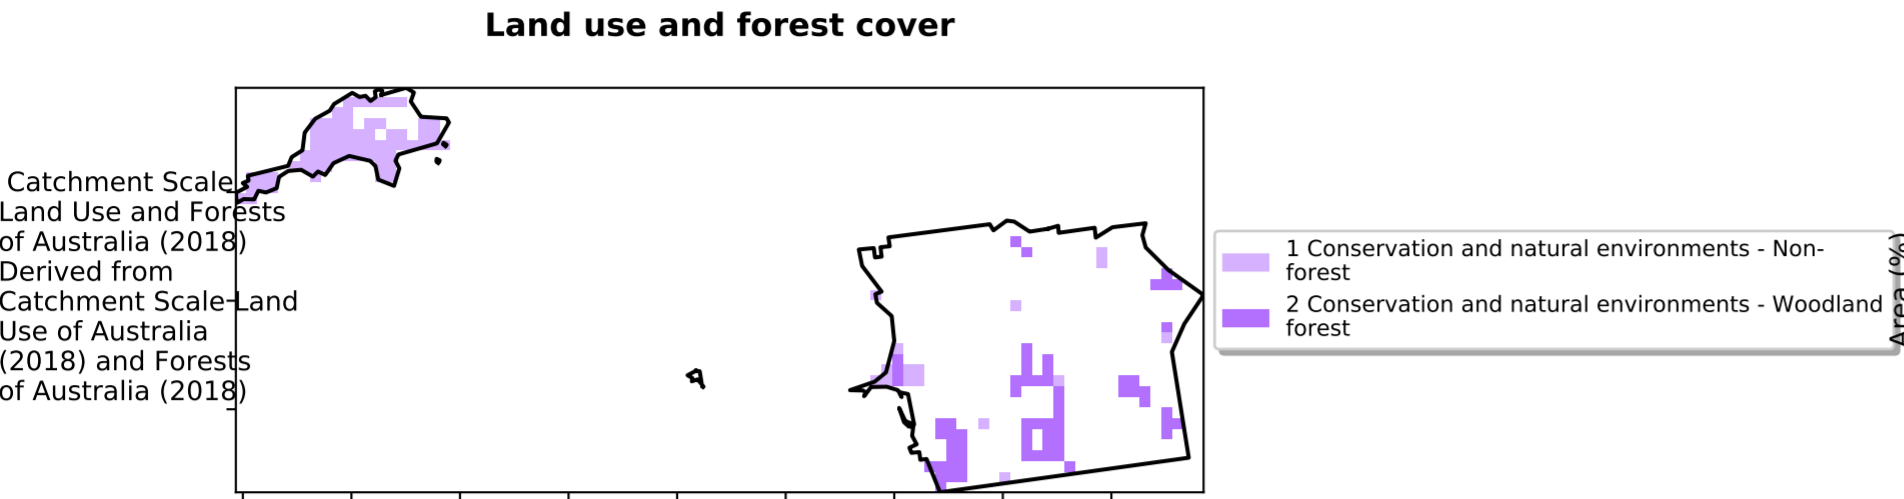 Land use and forest cover
Catchment Scale
Land Use and Forests
of Australia (2018)
Derived from
Catchment Scale Land
Use of Australia
(2018) and Forests
of Australia (2018)
1 Conservation and natural environments - Non-
forest
2 Conservation and natural environments - Woodland
forest
Area (%)